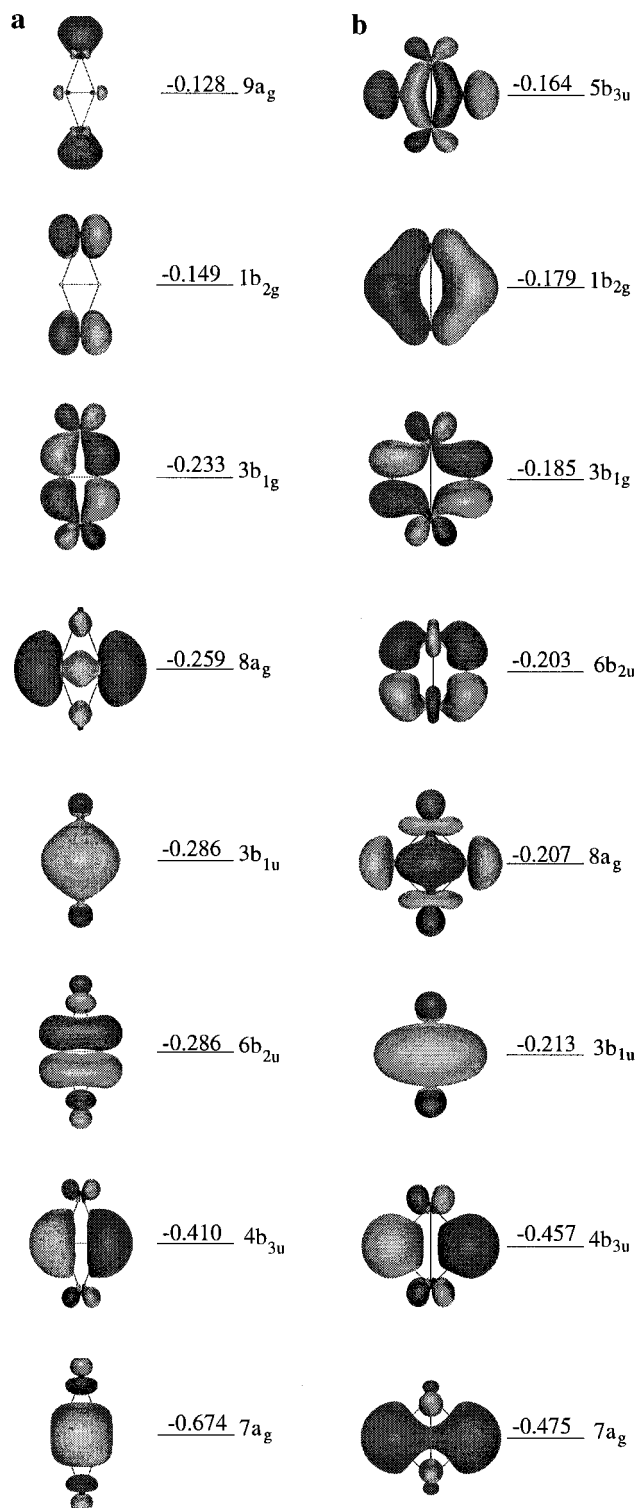 a
b
-0.128 9ag
-0.164 5b3u
-0.149 1b2g
-0.179 1b2g
-0.233 3b1g
-0.185 3b1g
-0.259 8ag
-0.203 6b2u
-0.286 3b1u
-0.207 8ag
-0.286 6b2u
-0.213 3b1u
-0.410 4b3u
-0.457 4b3u
-0.674 7ag
-0.475 7ag